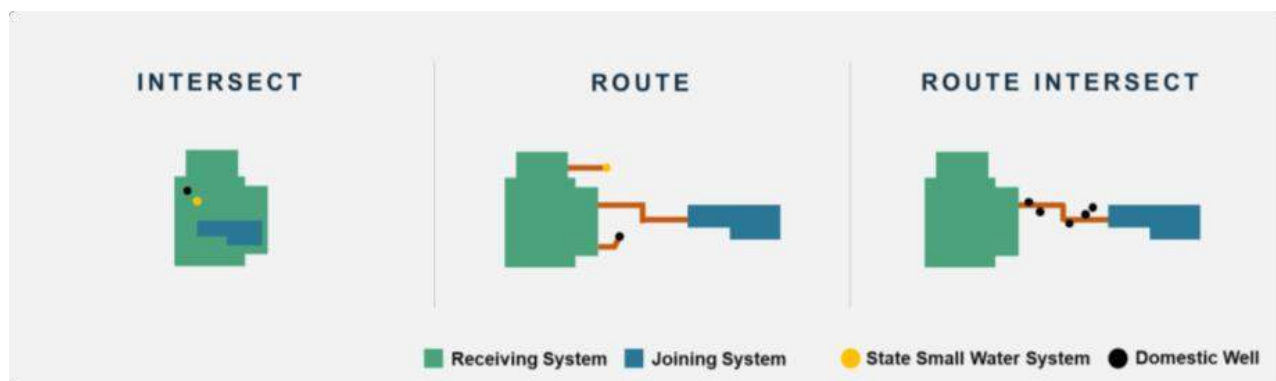 INTERSECT
ROUTE
ROUTE INTERSECT
Receiving System
Joining System
State Small Water System
Domestic Well